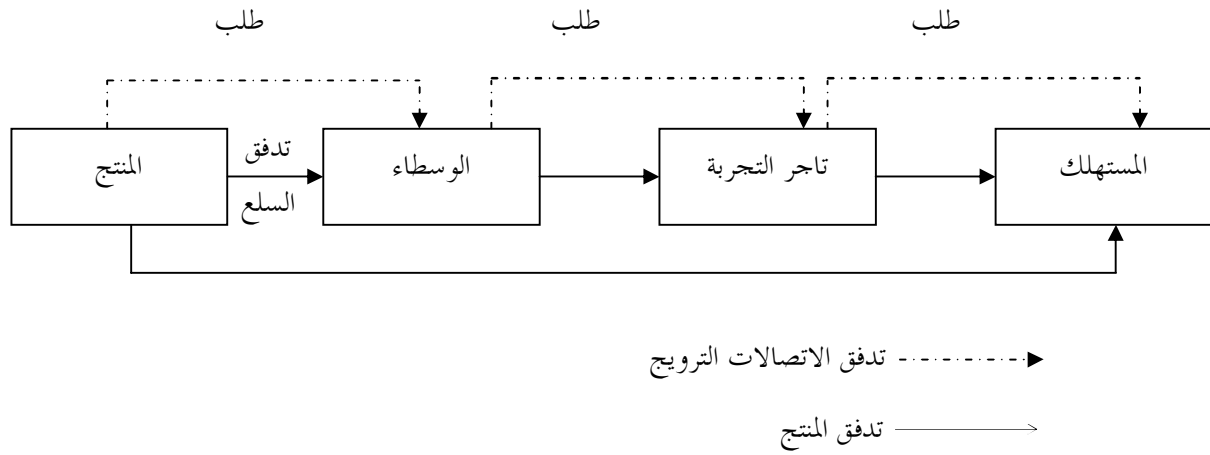 طلب
طلب
طلب
المنتج
تدفق
السلع
الوسطاء
تاجر التجربة
المستهلك
تدفق الاتصالات الترويج
تدفق المنتج